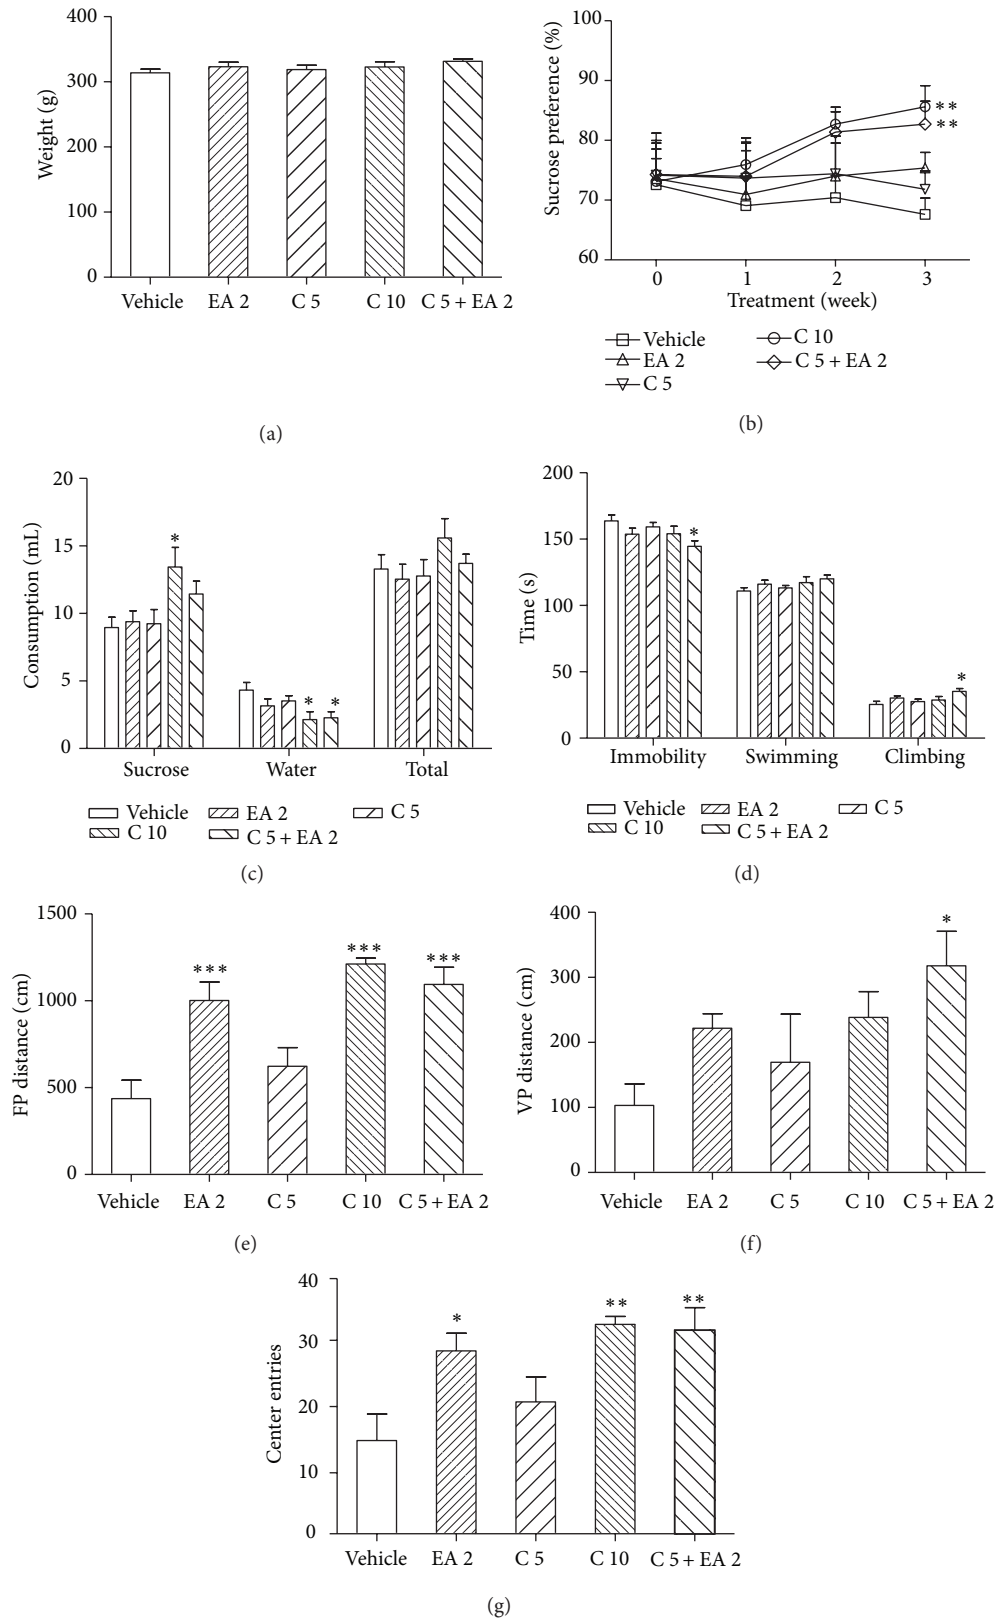 400
300
200
100
0
Weight (g)
Vehicle EA 2 C 5 C 10 C 5 + EA 2
(a)
100
90
80
70
60
Sucrose preference (%)
**
**
0 1 2 3
Treatment (week)
Vehicle C 10
EA 2 C 5 + EA 2
C 5
(b)
20
15
10
5
0
Consumption (mL)
*
* *
Sucrose Water Total
Vehicle EA 2 C 5
C 10 C 5 + EA 2
(c)
200
150
100
50
0
Time (s)
*
*
Immobility Swimming Climbing
Vehicle EA 2 C 5
C 10 C 5 + EA 2
(d)
1500
1000
500
0
FP distance (cm)
*** *** ***
Vehicle EA 2 C 5 C 10 C 5 + EA 2
(e)
400
300
200
100
0
VP distance (cm)
*
Vehicle EA 2 C 5 C 10 C 5 + EA 2
(f)
40
30
20
10
0
Center entries
* ** **
Vehicle EA 2 C 5 C 10 C 5 + EA 2
(g)